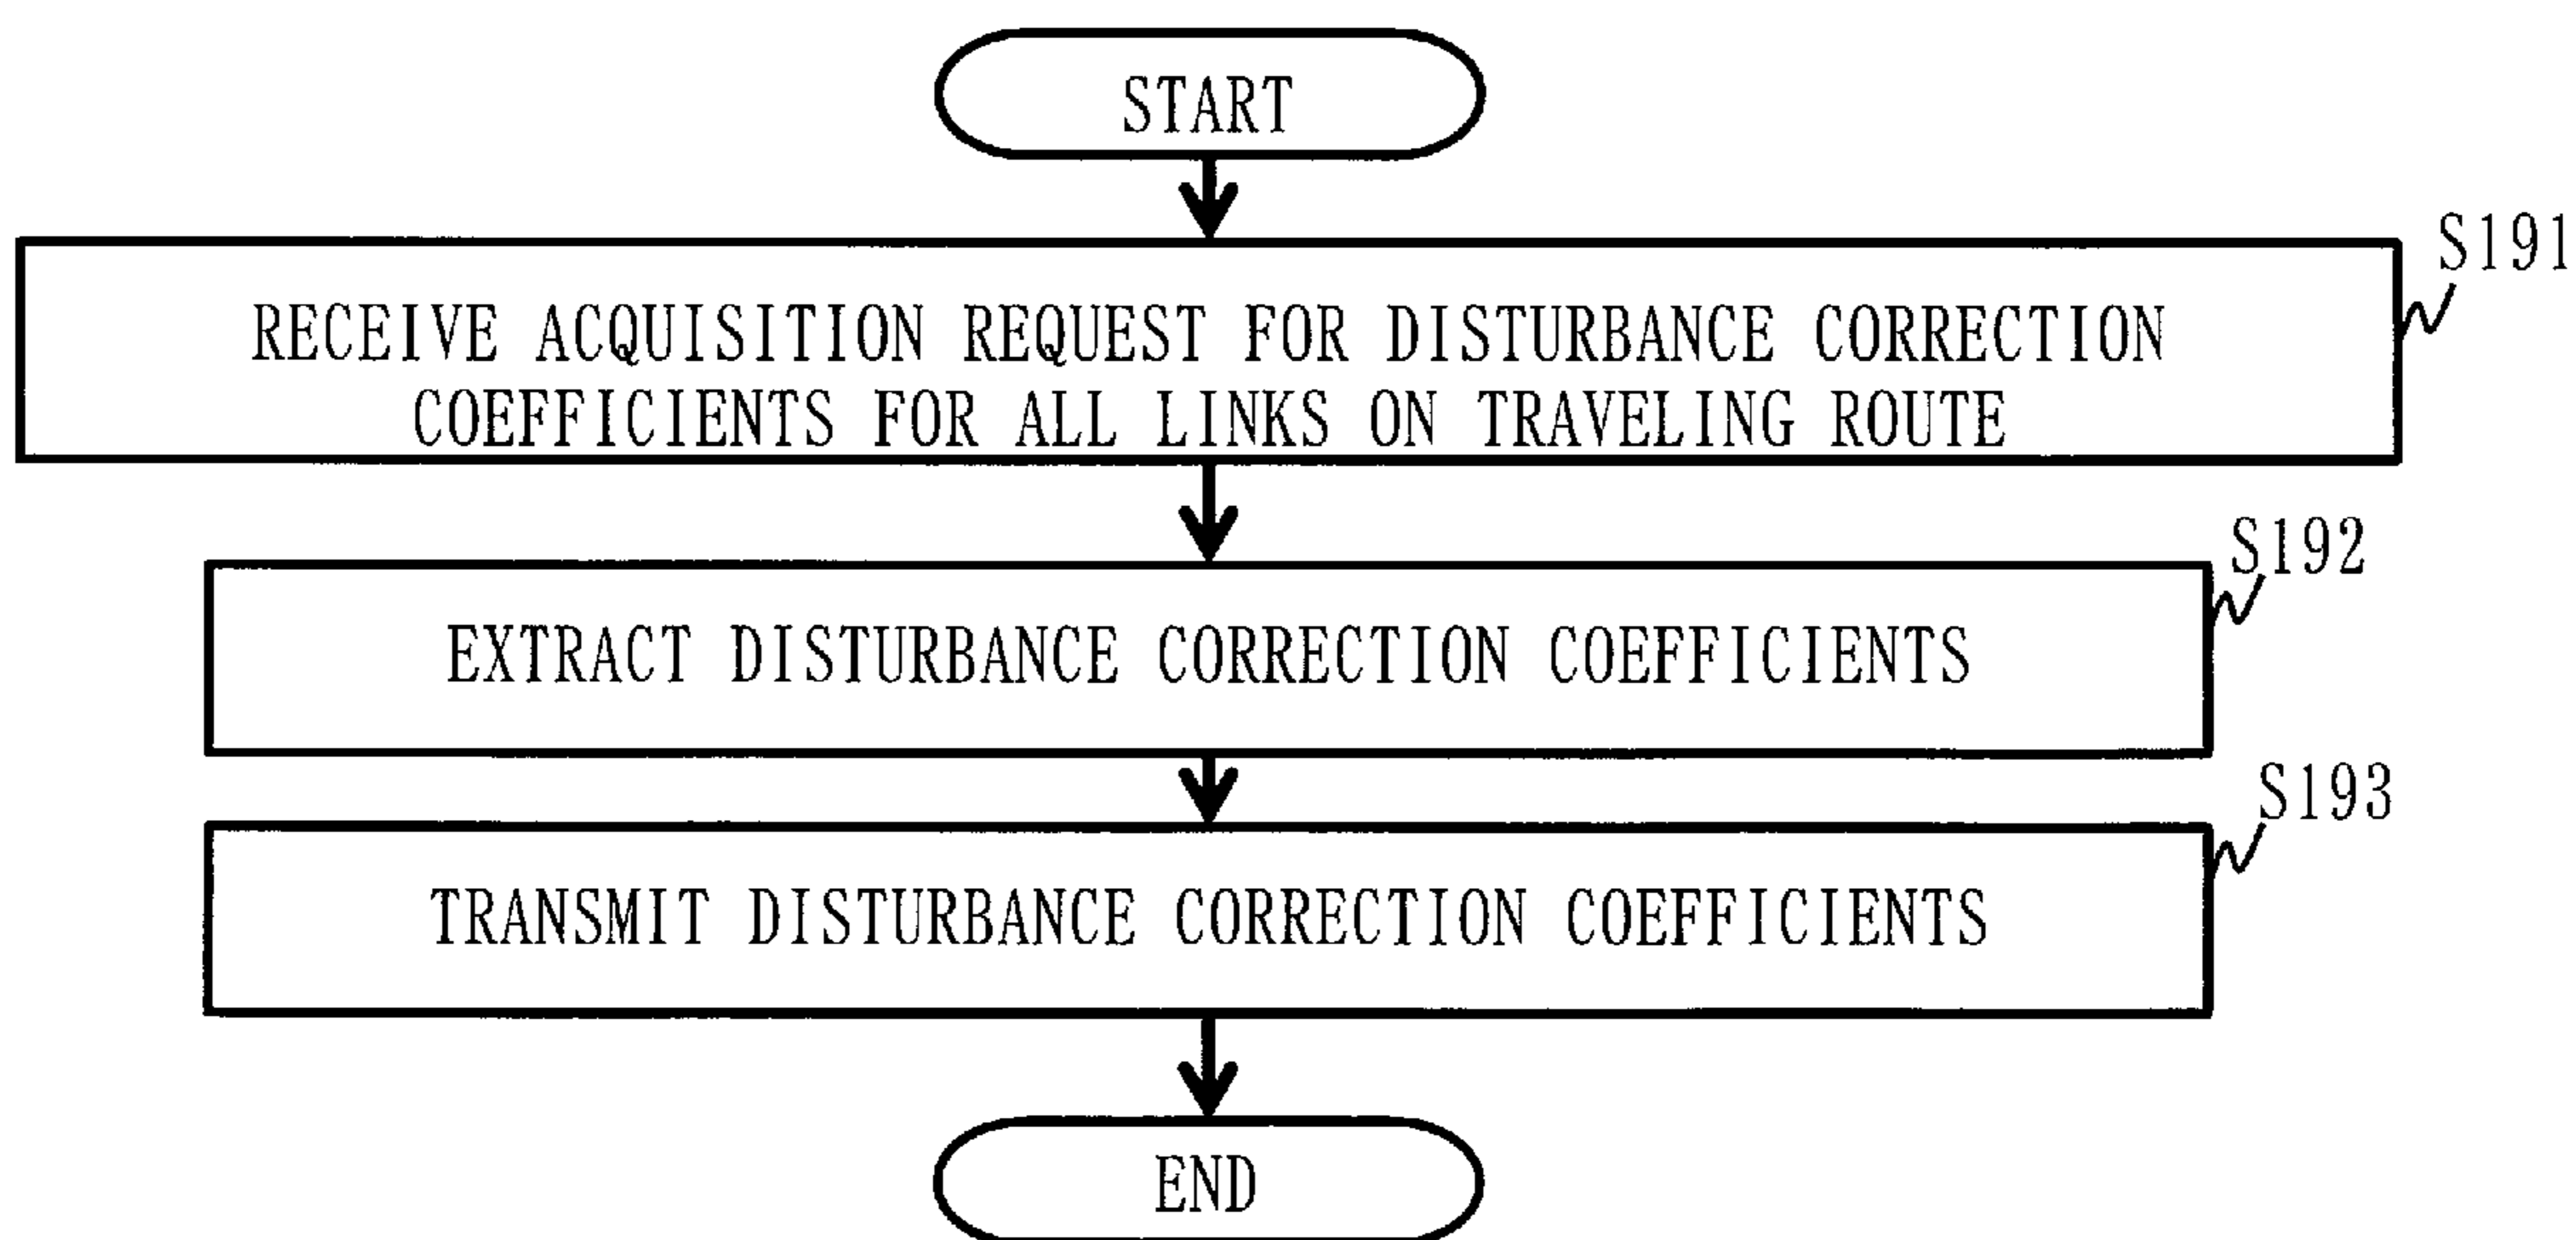 START
S191
RECEIVE ACQUISITION REQUEST FOR DISTURBANCE CORRECTION
COEFFICIENTS FOR ALL LINKS ON TRAVELING ROUTE
S192
EXTRACT DISTURBANCE CORRECTION COEFFICIENTS
S193
TRANSMIT DISTURBANCE CORRECTION COEFFICIENTS
END